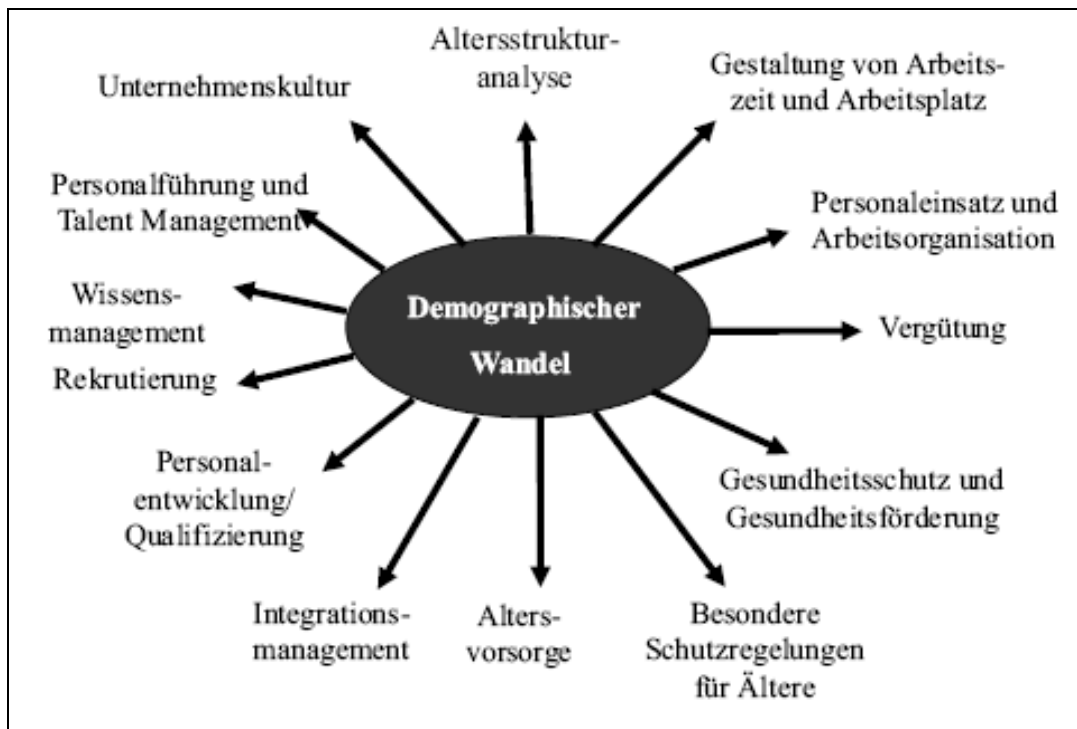 Altersstruktur-
analyse
Gestaltung von Arbeits-
zeit und Arbeitsplatz
Unternehmenskultur
Personalführung und
Talent Management
Personaleinsatz und
Arbeitsorganisation
Wissens-
management
Demographischer
Wandel
Vergütung
Rekrutierung
Personal-
entwicklung/
Qualifizierung
Gesundheitsschutz und
Gesundheitsförderung
Integrations-
management
Alters-
vorsorge
Besondere
Schutzregelungen
für Ältere